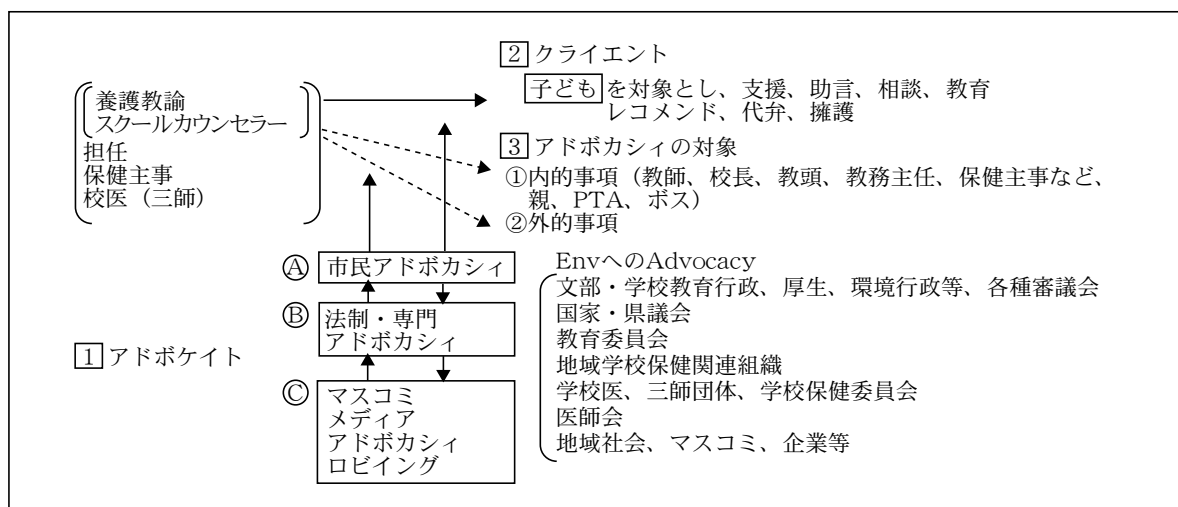 2 クライエント
子どもを対象とし、支援、助言、相談、教育
レコメンド、代弁、擁護
養護教諭
スクールカウンセラー
担任
保健主事
校医（三師）
3 アドボカシィの対象
①内的事項（教師、校長、教頭、教務主任、保健主事など、
親、PTA、ボス）
②外的事項
EnvへのAdvocacy
文部・学校教育行政、厚生、環境行政等、各種審議会
国家・県議会
教育委員会
地域学校保健関連組織
学校医、三師団体、学校保健委員会
医師会
地域社会、マスコミ、企業等
1 アドボケイト
Ⓐ 市民アドボカシィ
Ⓑ 法制・専門
アドボカシィ
Ⓒ マスコミ
メディア
アドボカシィ
ロビイング